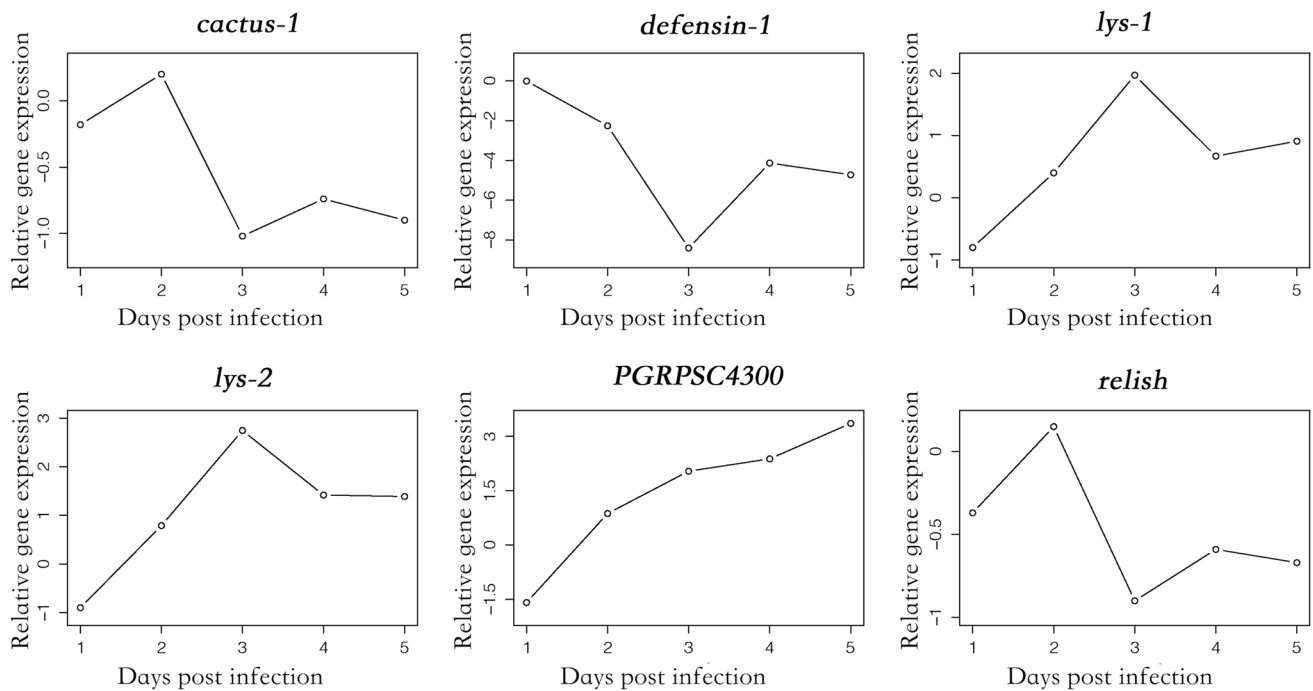 cactus-1
Relative gene expression
0.0
-0.5
-1.0
1 2 3 4 5
Days post infection
defensin-1
Relative gene expression
0
-2
-4
-6
-8
1 2 3 4 5
Days post infection
lys-1
Relative gene expression
2
1
0
-1
1 2 3 4 5
Days post infection
lys-2
Relative gene expression
3
2
1
0
-1
1 2 3 4 5
Days post infection
PGRPSC4300
Relative gene expression
3
1.5
0
-1.5
1 2 3 4 5
Days post infection
relish
Relative gene expression
0
-0.5
-1
1 2 3 4 5
Days post infection